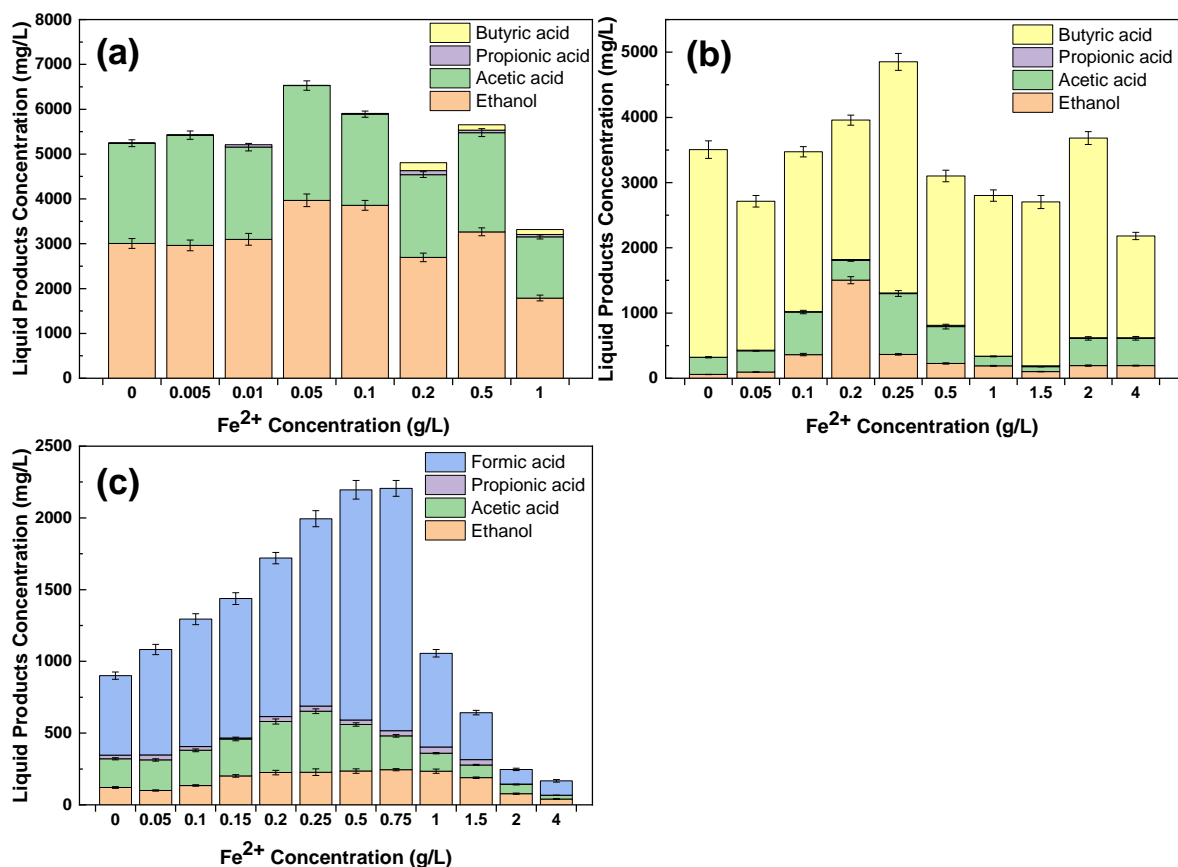 (a)
Liquid Products Concentration (mg/L)
8000
7000
6000
5000
4000
3000
2000
1000
0
Butyric acid
Propionic acid
Acetic acid
Ethanol
0 0.005 0.01 0.05 0.1 0.2 0.5 1
Fe²⁺ Concentration (g/L)
(b)
Liquid Products Conccentration (mg/L)
5000
4000
3000
2000
1000
0
Butyric acid
Propionic acid
Acetic acid
Ethanol
0 0.05 0.1 0.2 0.25 0.5 1 1.5 2 4
Fe²⁺ Concentration (g/L)
(c)
Liquid Products Concentration (mg/L)
2500
2000
1500
1000
500
0
Formic acid
Propionic acid
Acetic acid
Ethanol
0 0.05 0.1 0.15 0.2 0.25 0.5 0.75 1 1.5 2 4
Fe²⁺ Concentration (g/L)